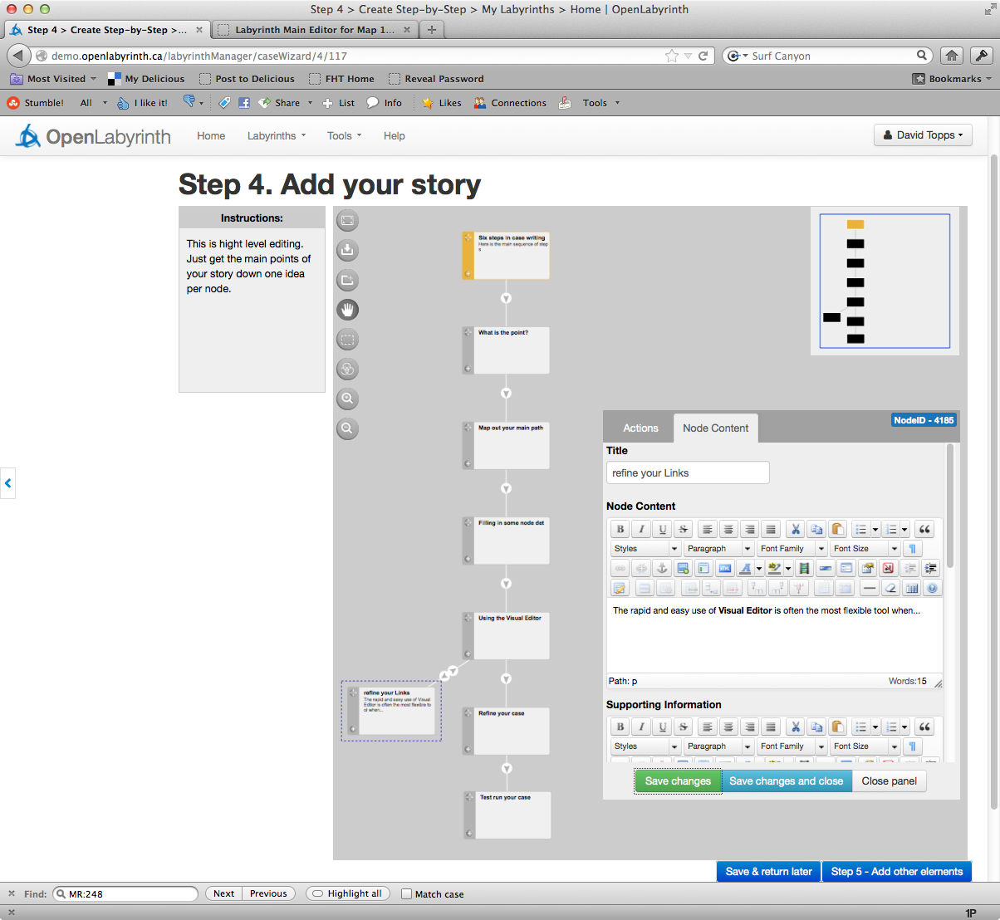 Step 4 > Create Step-by-Step > My Labyrinths > Home | OpenLabyrinth
Step 4 > Create Step-by-Step >,...
Labyrinth Main Editor for Map 1...
demo.openlabyrinth.ca/labyrinthManager/caseWizard/4/117
Surf Canyon
Most Visited
My Delicious
Post to Delicious
FHT Home
Reveal Password
Bookmarks
Stumble!
All
I like it!
Share
List
Info
Likes
Connections
Tools
OpenLabyrinth
Home
Labyrinths
Tools
Help
David Topps
Step 4. Add your story
Instructions:
This is hight level editing.
Just get the main points of
your story down one idea
per node.
Six steps in case writing
Here is the main sequence of step
s
What is the point?
Map out your main path
Filling in some node det
Using the Visual Editor
refine your Links
The rapid and easy use of Visual
Editor is often the most flexible to
ol when...
Refine your case
Test run your case
Actions
Node Content
NodeID - 4185
Title
refine your Links
Node Content
B I U S
Styles
Paragraph
Font Family
Font Size
HTML
The rapid and easy use of Visual Editor is often the most flexible tool when...
Path: p
Words:15
Supporting Information
B I U S
Styles
Paragraph
Font Family
Font Size
Save changes
Save changes and close
Close panel
Save & return later
Step 5 - Add other elements
Find:
MR:248
Next
Previous
Highlight all
Match case
1P